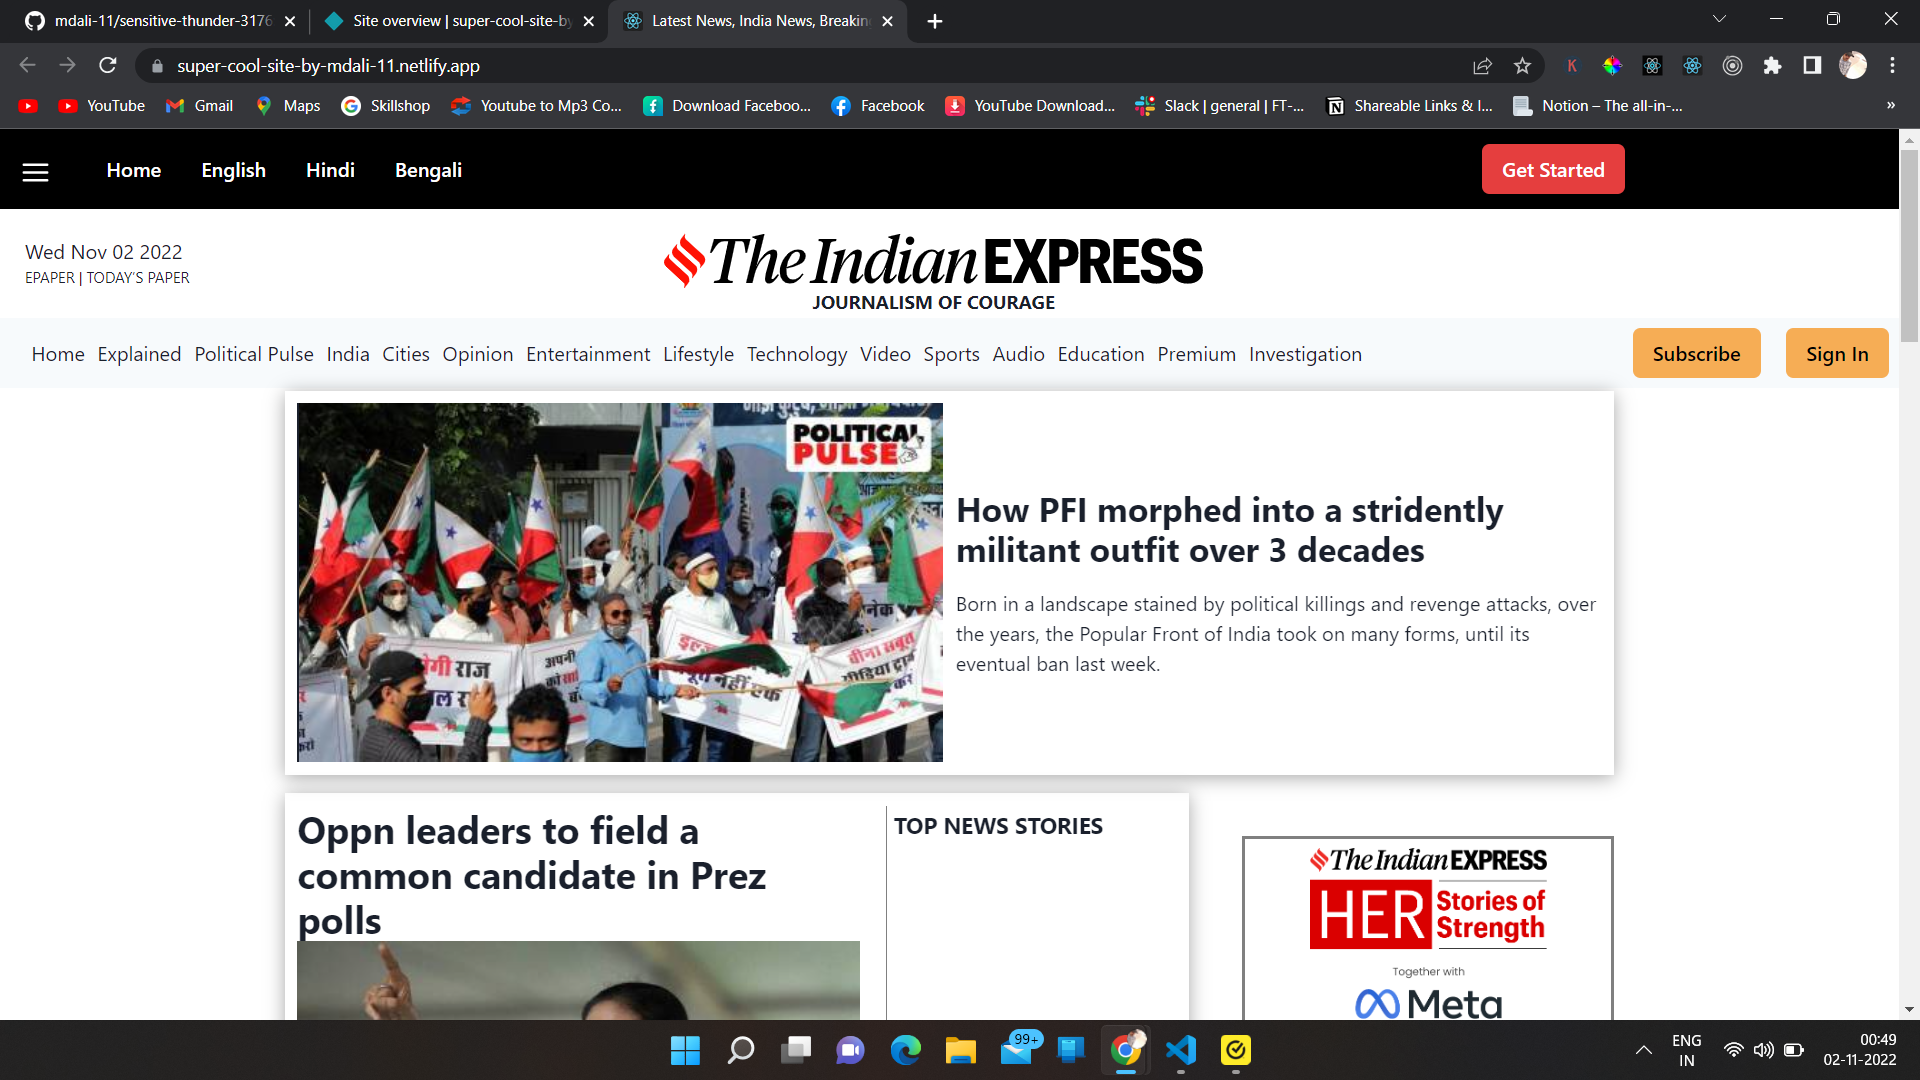 mdali-11/sensitive-thunder-3176
Site overview | super-cool-site-by
Latest News, India News, Breakin
super-cool-site-by-mdali-11.netlify.app
K
YouTube
Gmail
Maps
Skillshop
Youtube to Mp3 Co...
Download Faceboo...
Facebook
YouTube Download...
Slack | general | FT-...
Shareable Links & I...
Notion – The all-in-...
»
Home English Hindi Bengali
Get Started
Wed Nov 02 2022
EPAPER | TODAY'S PAPER
The Indian EXPRESS
JOURNALISM OF COURAGE
Home Explained Political Pulse India Cities Opinion Entertainment Lifestyle Technology Video Sports Audio Education Premium Investigation
Subscribe
Sign In
POLITICAL
PULSE
गी राज
अपनी
नेक
बीना सबूत
मीडिया ट्रा
नहीं एक
How PFI morphed into a stridently
militant outfit over 3 decades
Born in a landscape stained by political killings and revenge attacks, over
the years, the Popular Front of India took on many forms, until its
eventual ban last week.
Oppn leaders to field a
common candidate in Prez
polls
TOP NEWS STORIES
The Indian EXPRESS
HER Stories of
Strength
Together with
Meta
99+
ENG
IN
00:49
02-11-2022